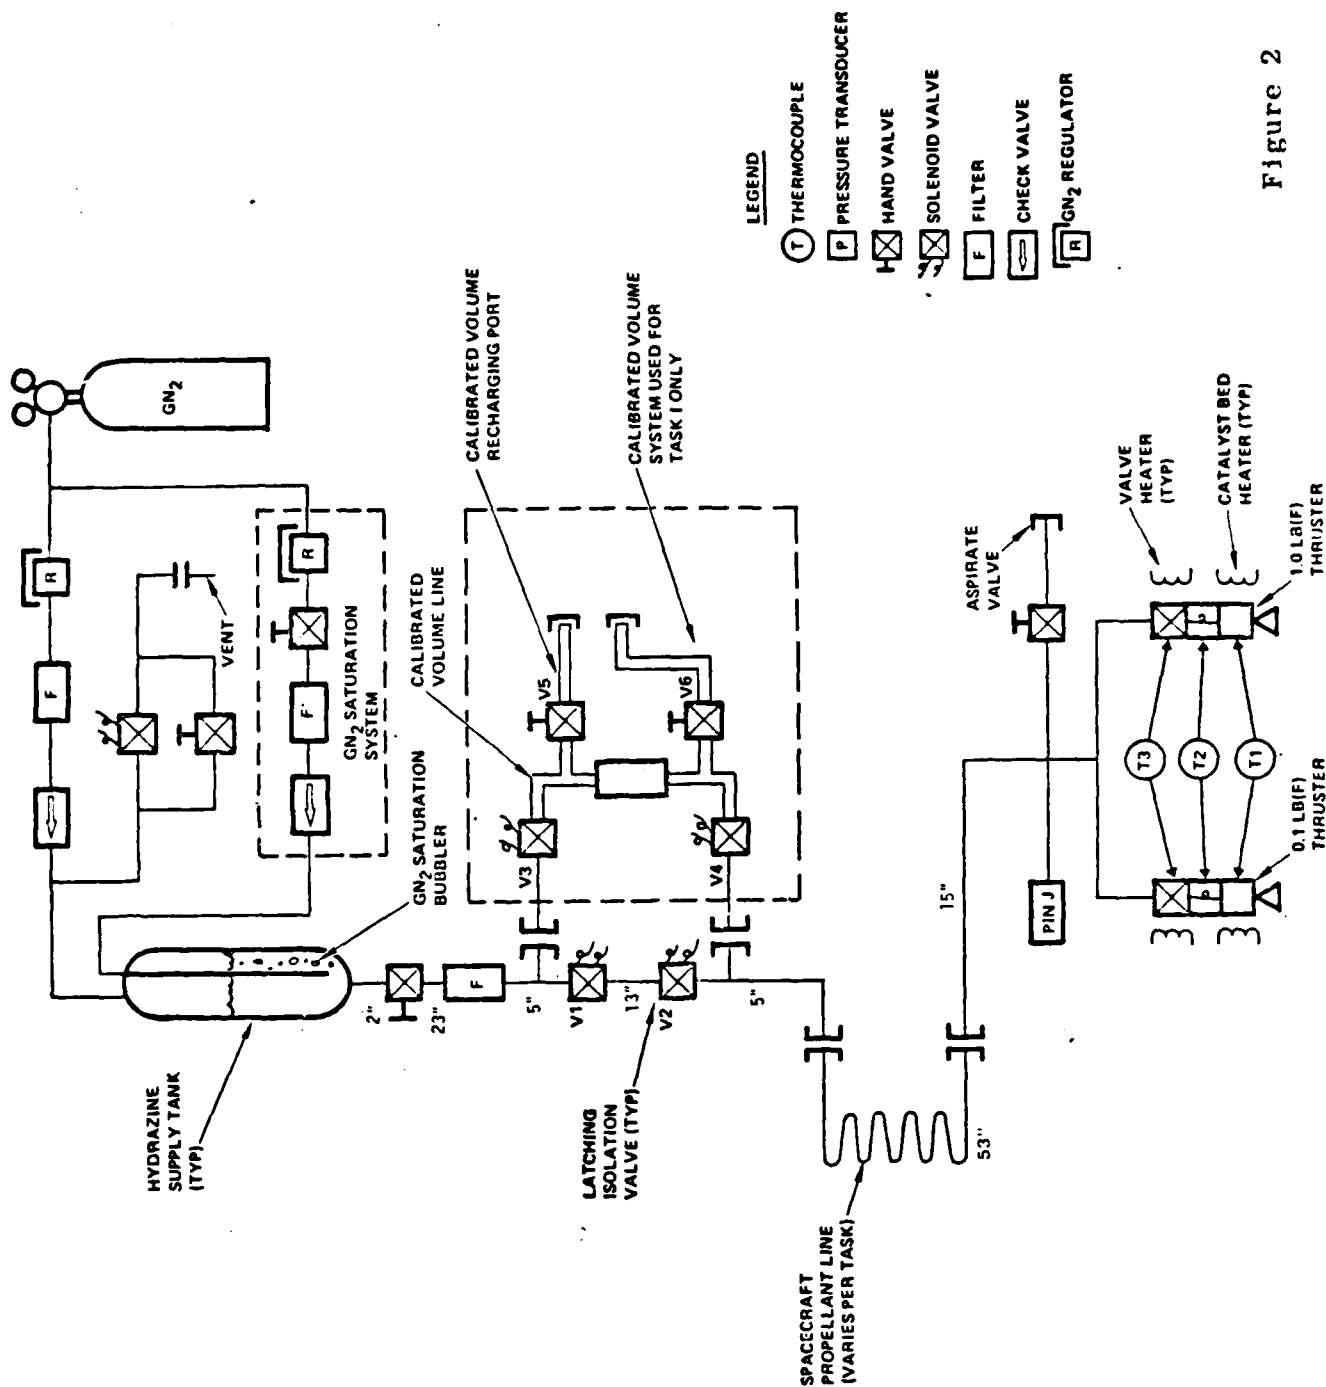 GN2
R
F
VENT
R
F
GN2 SATURATION
SYSTEM
GN2 SATURATION
BUBBLER
HYDRAZINE
SUPPLY TANK
(TYP)
2"
23"
F
5"
V1
13"
V2
5"
LATCHING
ISOLATION
VALVE (TYP)
CALIBRATED
VOLUME LINE
V3
V5
V4
V6
CALIBRATED VOLUME
RECHARGING PORT
CALIBRATED VOLUME
SYSTEM USED FOR
TASK I ONLY
SPACECRAFT
PROPELLANT LINE
(VARIES PER TASK)
53"
15"
PIN J
ASPIRATE
VALVE
T3
T2
T1
P
P
VALVE
HEATER
(TYP)
CATALYST BED
HEATER (TYP)
0.1 LB(F)
THRUSTER
1.0 LB(F)
THRUSTER
LEGEND
T THERMOCOUPLE
P PRESSURE TRANSDUCER
HAND VALVE
SOLENOID VALVE
F FILTER
CHECK VALVE
R GN2 REGULATOR
Figure 2